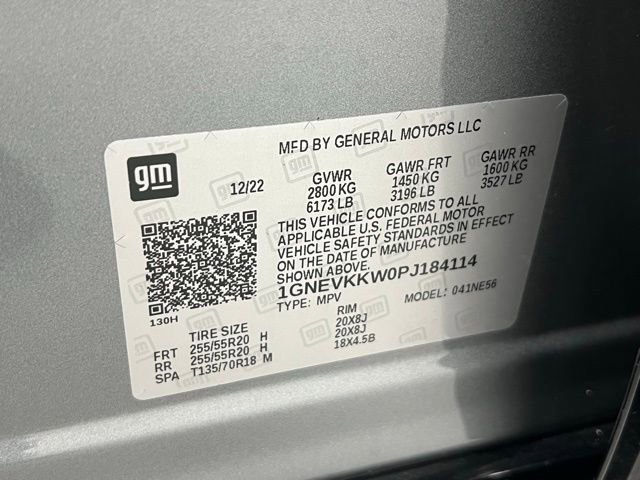 MFD BY GENERAL MOTORS LLC
gm
12/22
GVWR
2800 KG
6173 LB
GAWR FRT
1450 KG
3196 LB
GAWR RR
1600 KG
3527 LB
THIS VEHICLE CONFORMS TO ALL
APPLICABLE U.S. FEDERAL MOTOR
VEHICLE SAFETY STANDARDS IN EFFECT
ON THE DATE OF MANUFACTURE
SHOWN ABOVE.
1GNEVKKW0PJ184114
TYPE: MPV
MODEL: 041NE56
130H
TIRE SIZE
RIM
FRT 255/55R20 H 20X8J
RR 255/55R20 H 20X8J
SPA T135/70R18 M 18X4.5B